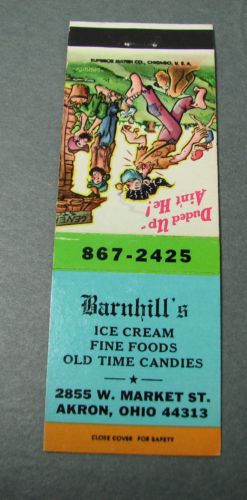 SUPERIOR MATCH CO., CHICAGO, U.S.A.
Duded Up-
Ain't He!
867-2425
Barnhill's
ICE CREAM
FINE FOODS
OLD TIME CANDIES
2855 W. MARKET ST.
AKRON, OHIO 44313
CLOSE COVER FOR SAFETY